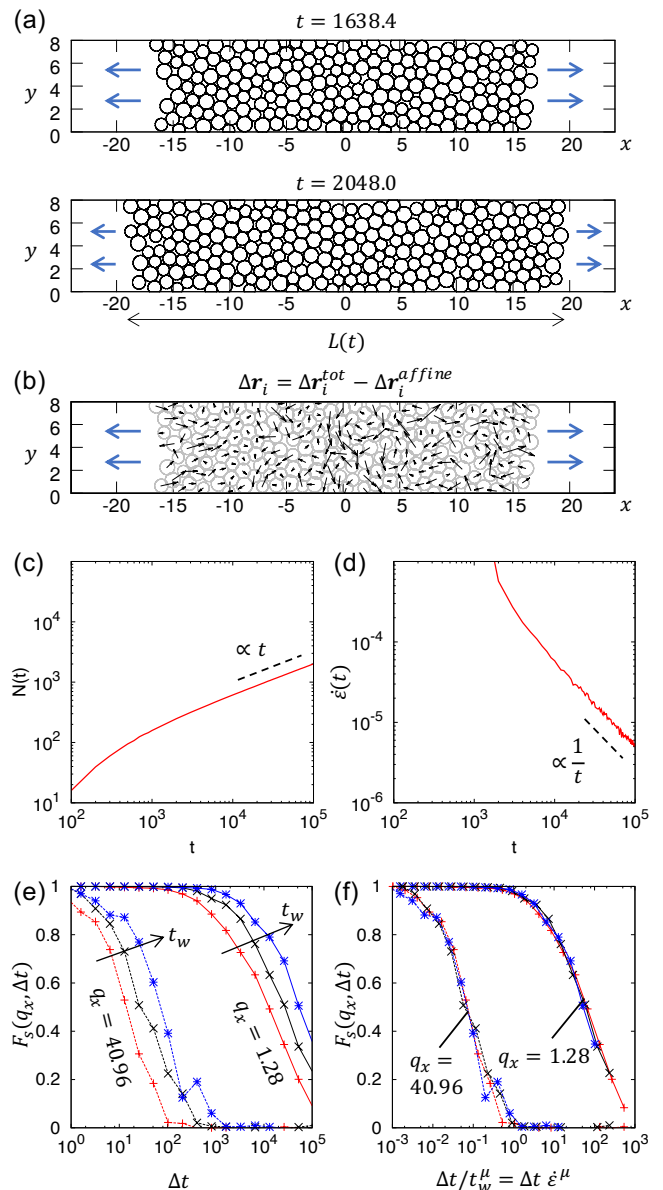 (a)
t = 1638.4
8
6
y 4
2
0
-20 -15 -10 -5 0 5 10 15 20 x
t = 2048.0
8
6
y 4
2
0
-20 -15 -10 -5 0 5 10 15 20 x
L(t)
(b)
Δr_i = Δr_i^tot − Δr_i^affine
8
6
y 4
2
0
-20 -15 -10 -5 0 5 10 15 20 x
(c)
10^4
10^3
10^2
10^1
N(t)
∝ t
10^2 10^3 10^4 10^5
t
(d)
10^-4
10^-5
10^-6
ε̇(t)
∝ 1/t
10^2 10^3 10^4 10^5
t
(e)
1
0.8
0.6
0.4
0.2
0
F_s(q_x, Δt)
t_w
t_w
q_x = 40.96
q_x = 1.28
10^0 10^1 10^2 10^3 10^4 10^5
Δt
(f)
1
0.8
0.6
0.4
0.2
0
F_s(q_x, Δt)
q_x =
40.96
q_x = 1.28
10^-3 10^-2 10^-1 10^0 10^1 10^2 10^3
Δt/t_w^μ = Δt ε̇^μ